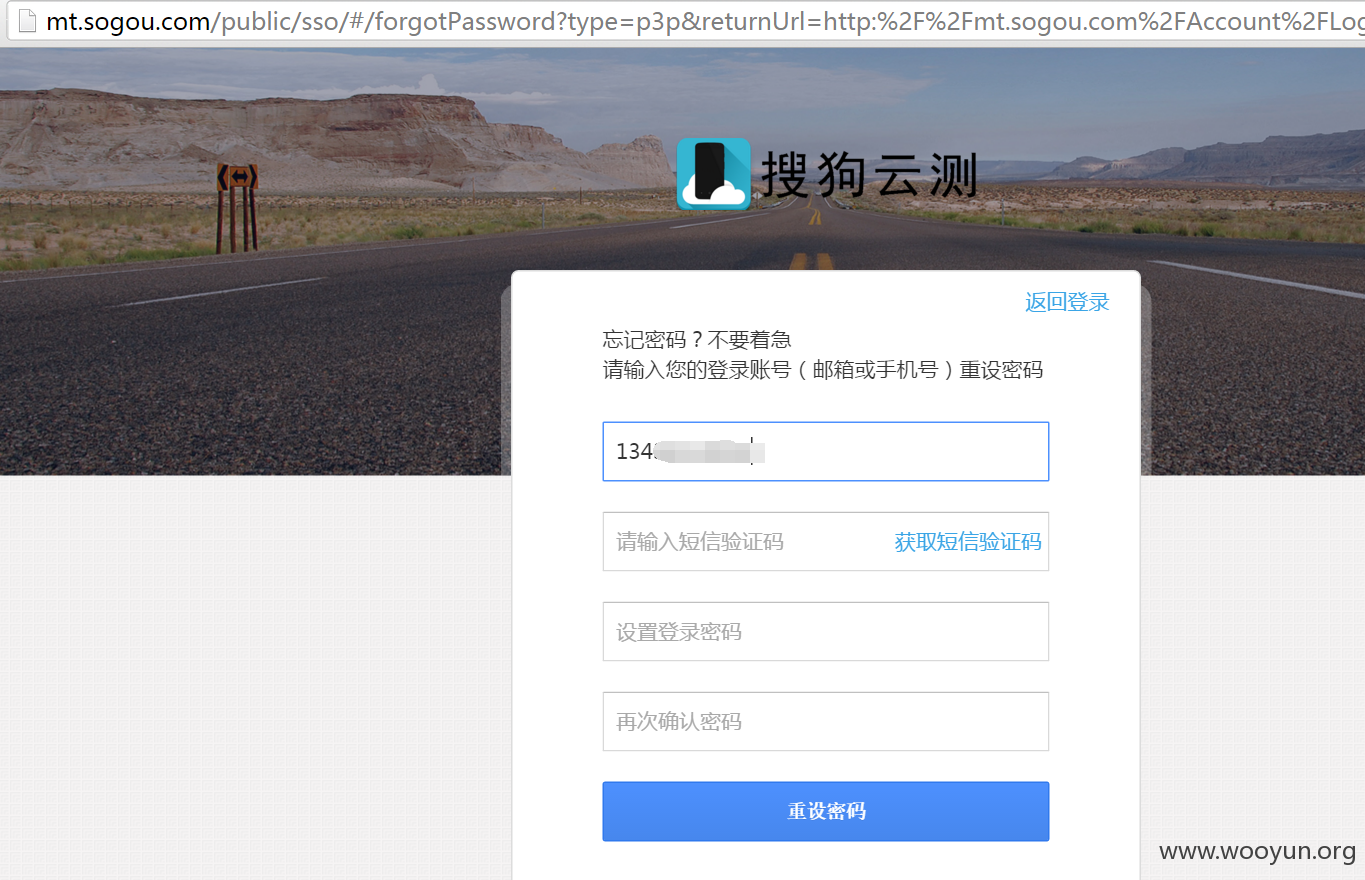 mt.sogou.com/public/sso/#/forgotPassword?type=p3p&returnUrl=http:%2F%2Fmt.sogou.com%2FAccount%2FLog
搜狗云测
返回登录
忘记密码？不要着急
请输入您的登录账号（邮箱或手机号）重设密码
134
请输入短信验证码 获取短信验证码
设置登录密码
再次确认密码
重设密码
www.wooyun.org